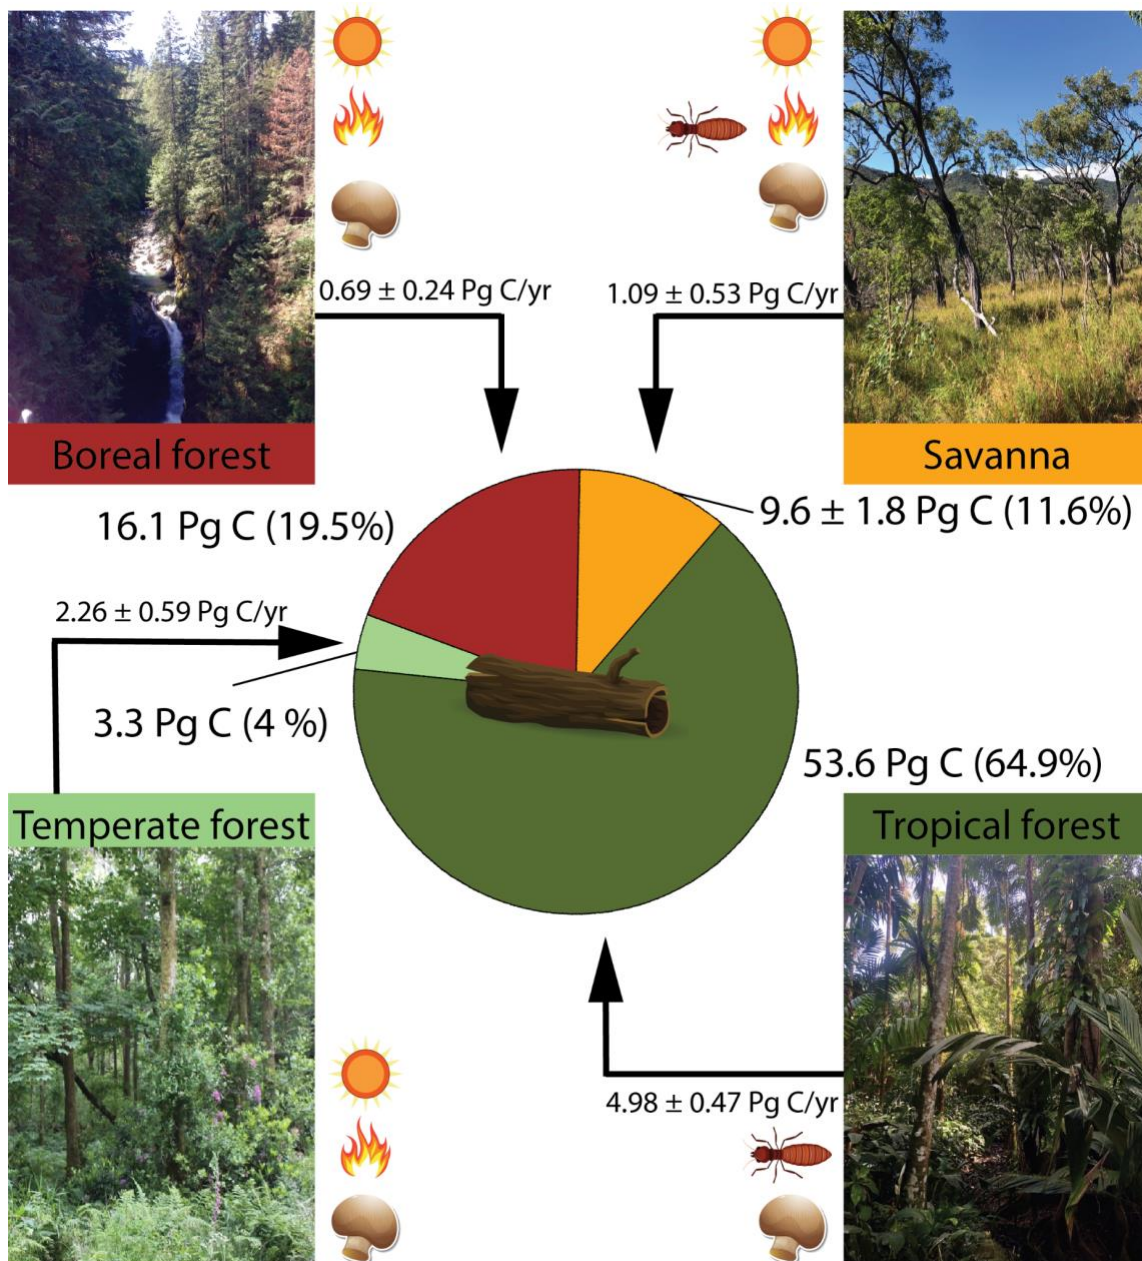 0.69 ± 0.24 Pg C/yr
1.09 ± 0.53 Pg C/yr
Boreal forest
Savanna
16.1 Pg C (19.5%)
9.6 ± 1.8 Pg C (11.6%)
2.26 ± 0.59 Pg C/yr
3.3 Pg C (4 %)
53.6 Pg C (64.9%)
Temperate forest
Tropical forest
4.98 ± 0.47 Pg C/yr